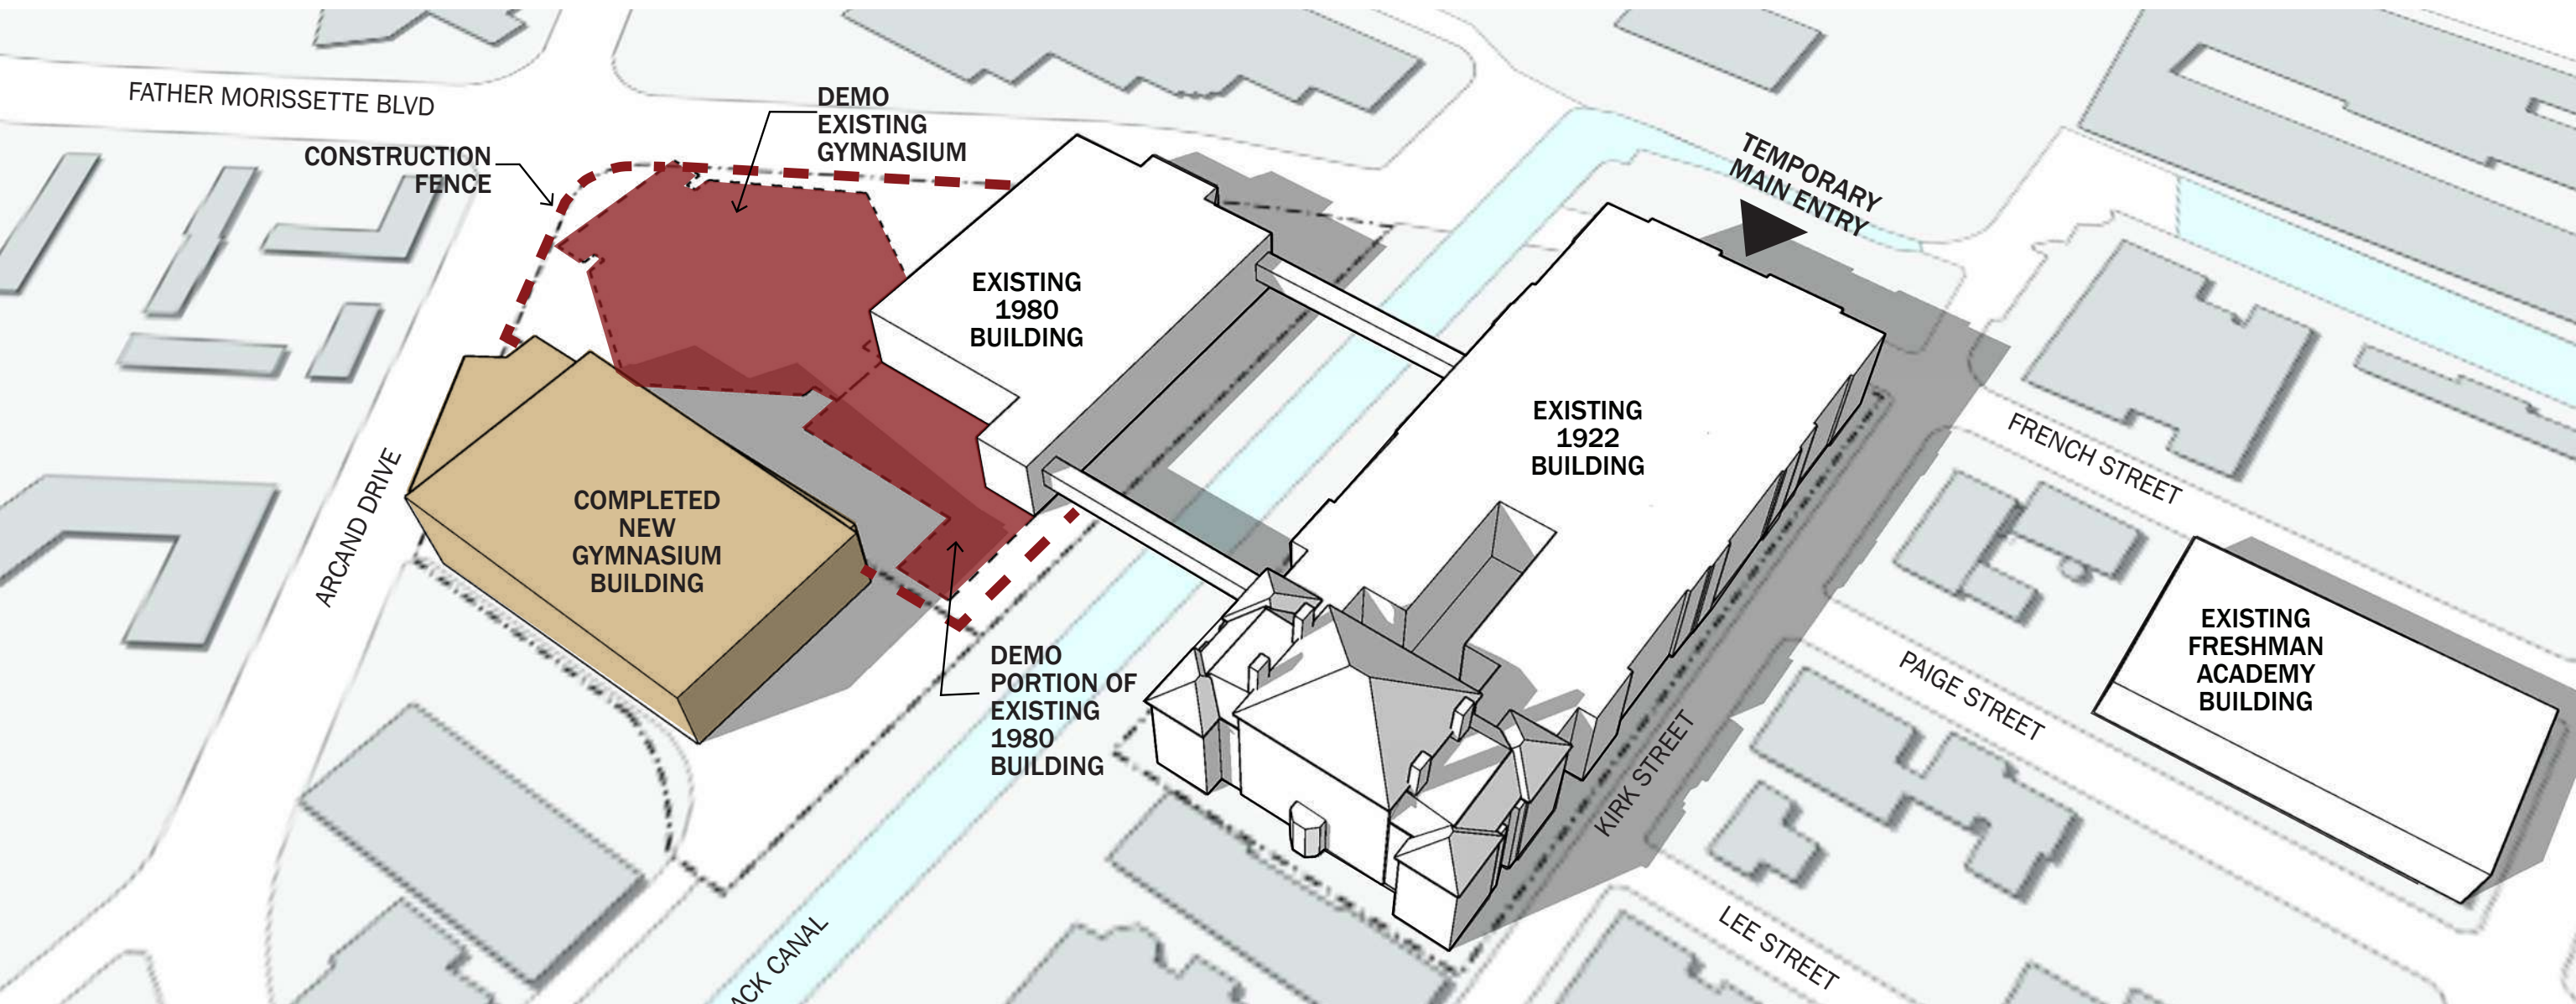 FATHER MORISSETTE BLVD
CONSTRUCTION
FENCE
DEMO
EXISTING
GYMNASIUM
TEMPORARY
MAIN ENTRY
EXISTING
1980
BUILDING
EXISTING
1922
BUILDING
FRENCH STREET
ARCAND DRIVE
COMPLETED
NEW
GYMNASIUM
BUILDING
DEMO
PORTION OF
EXISTING
1980
BUILDING
EXISTING
FRESHMAN
ACADEMY
BUILDING
PAIGE STREET
KIRK STREET
LEE STREET
CANAL